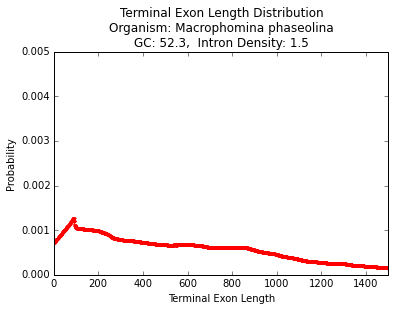 Terminal Exon Length Distribution
Organism: Macrophomina phaseolina
GC: 52.3,  Intron Density: 1.5
0.005
0.004
0.003
0.002
0.001
0.000
Probability
0 200 400 600 800 1000 1200 1400
Terminal Exon Length